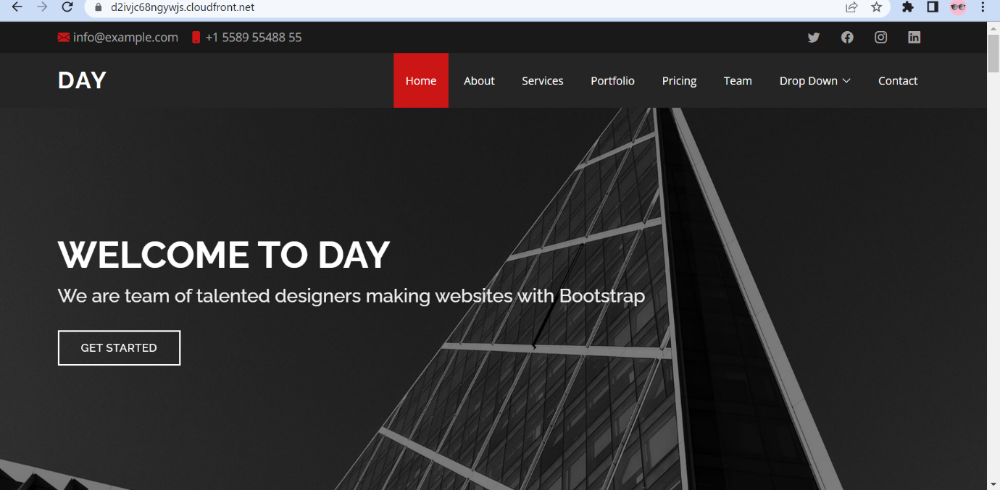 d2ivjc68ngywjs.cloudfront.net
info@example.com +1 5589 55488 55
DAY Home About Services Portfolio Pricing Team Drop Down Contact
WELCOME TO DAY
We are team of talented designers making websites with Bootstrap
GET STARTED